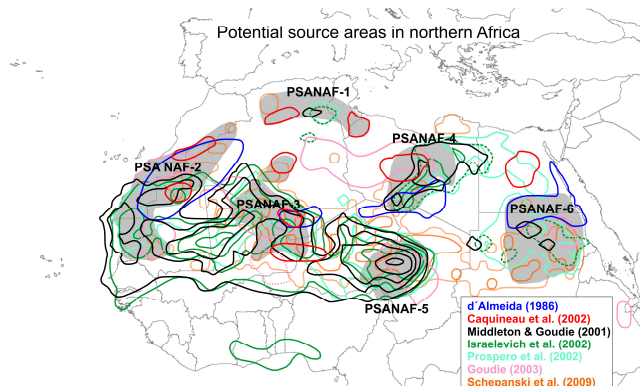 Potential source areas in northern Africa
PSANAF-1
PSANAF-4
PSA NAF-2
PSANAF-3
PSANAF-6
PSANAF-5
d´Almeida (1986)
Caquineau et al. (2002)
Middleton & Goudie (2001)
Israelevich et al. (2002)
Prospero et al. (2002)
Goudie (2003)
Schepanski et al. (2009)